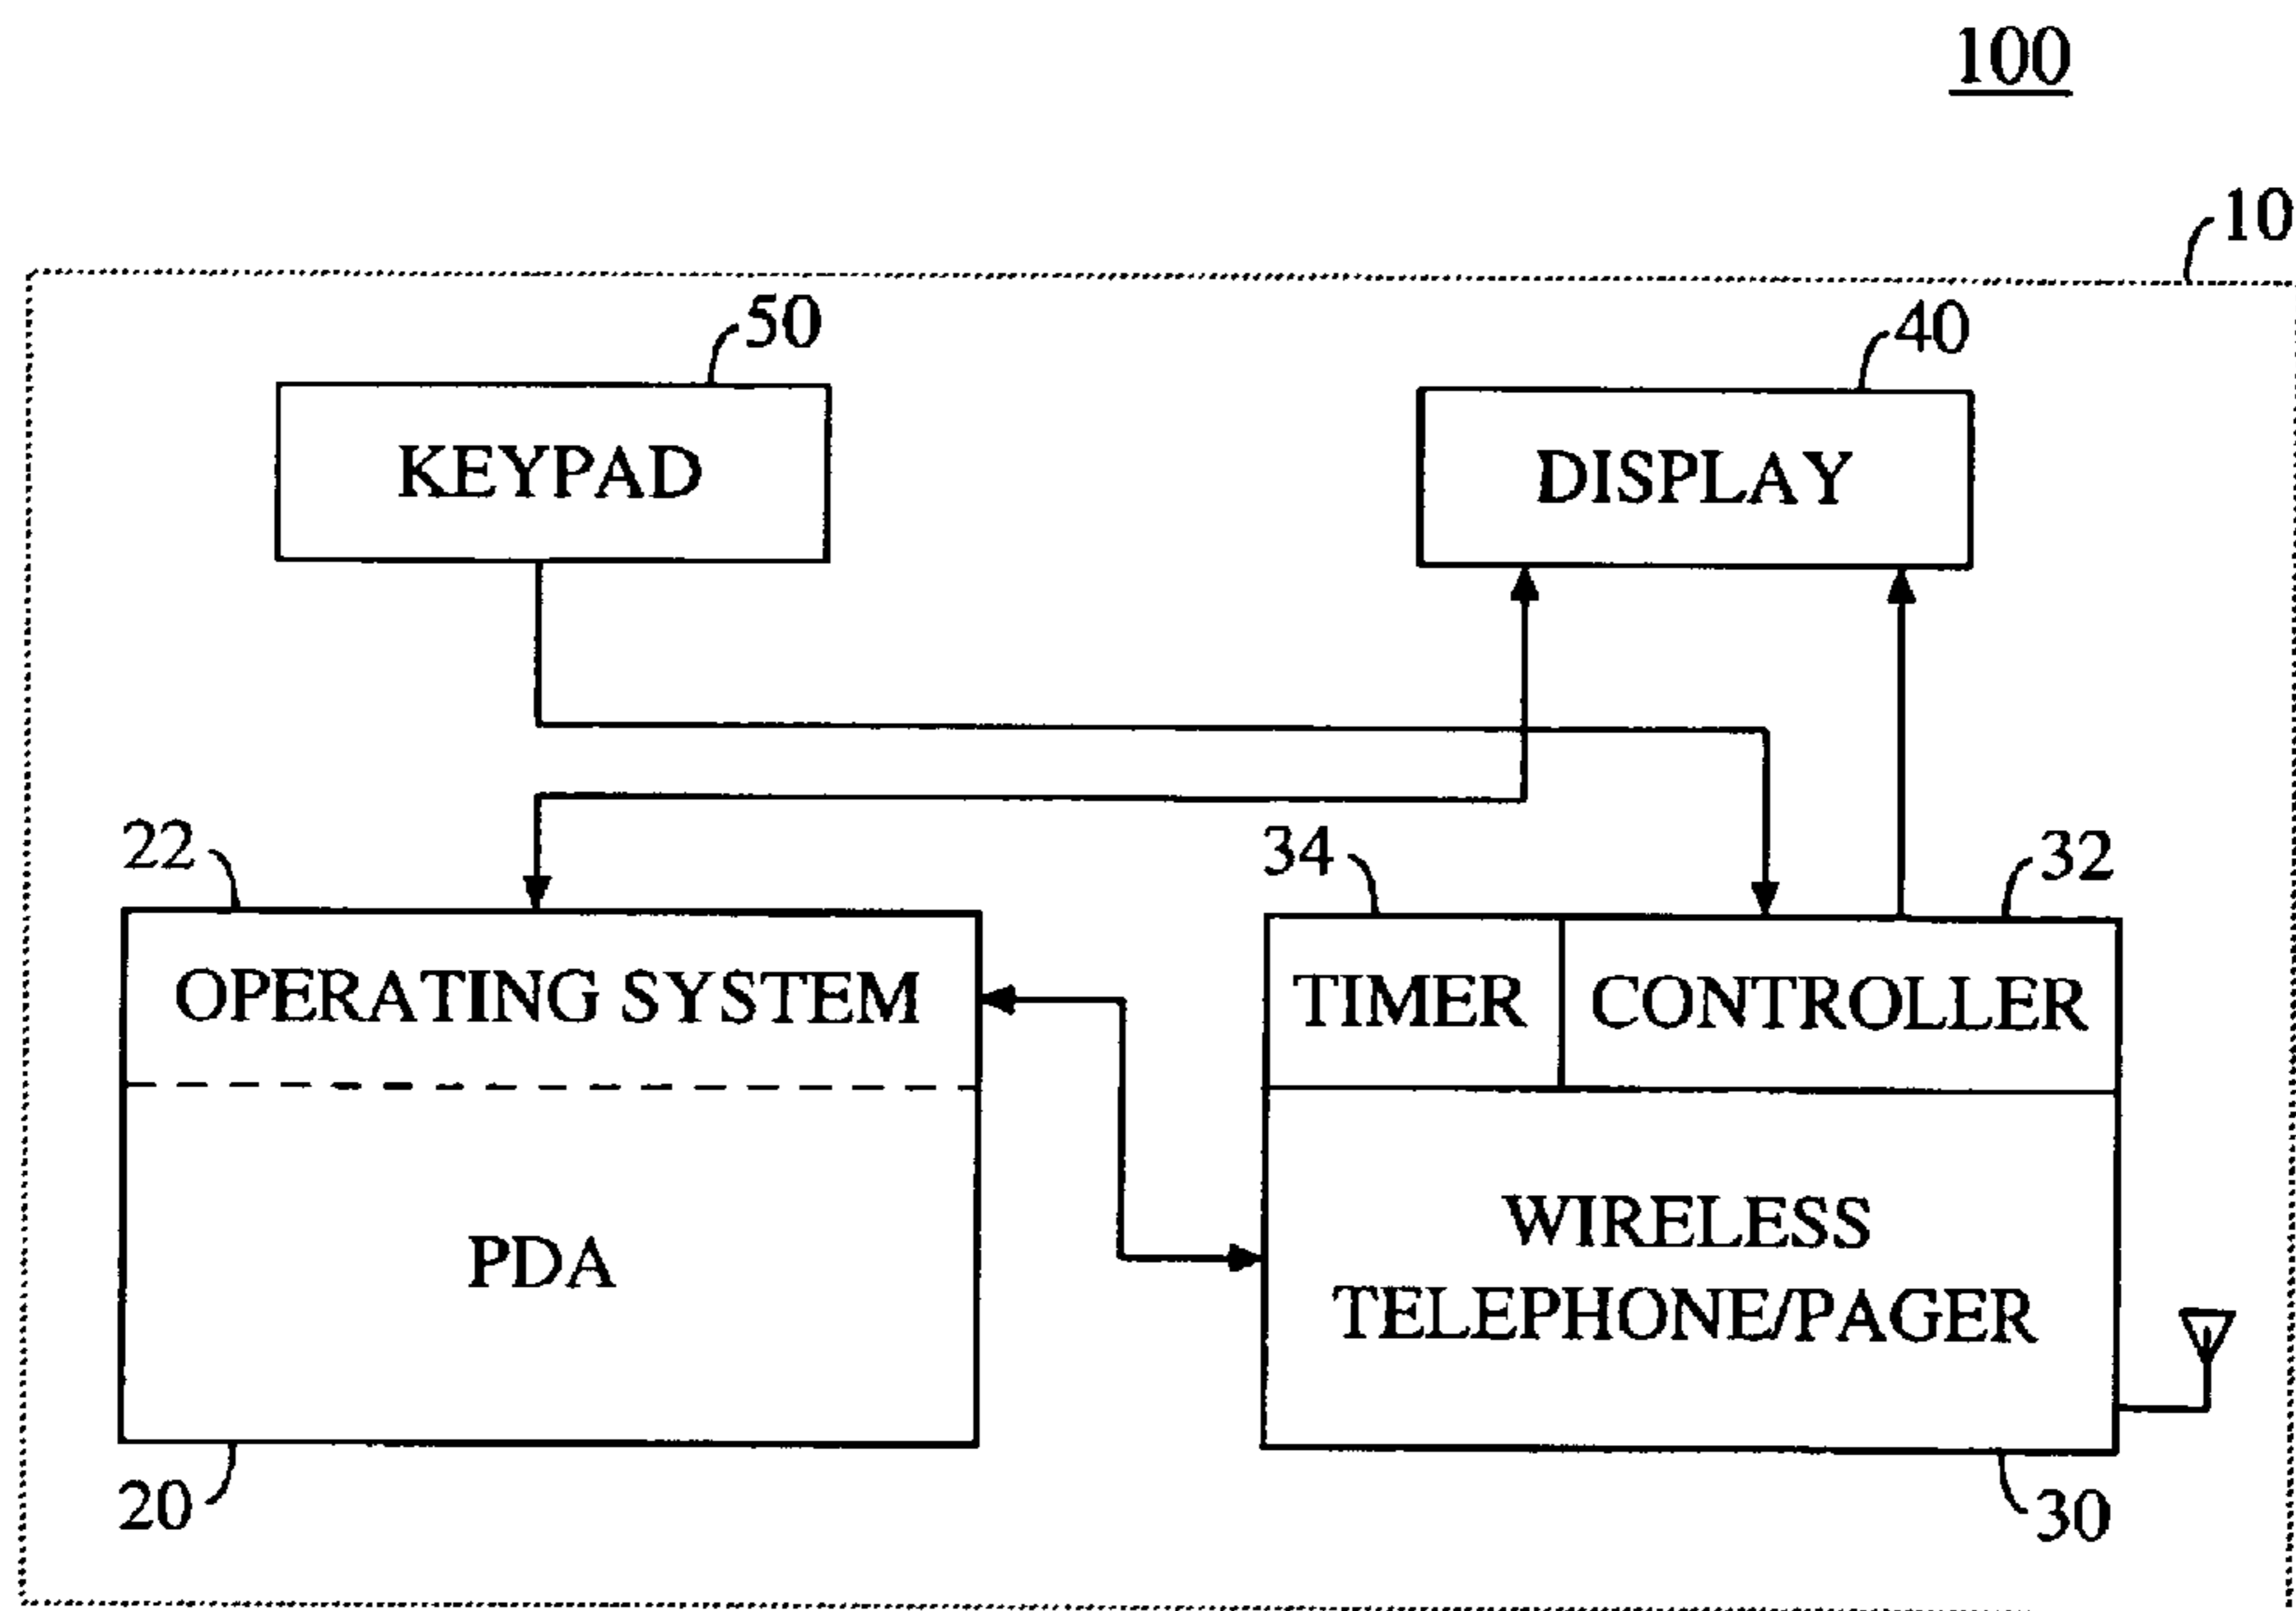 100
10
50
40
KEYPAD
DISPLAY
22
34
32
OPERATING SYSTEM
TIMER
CONTROLLER
PDA
WIRELESS
TELEPHONE/PAGER
20
30